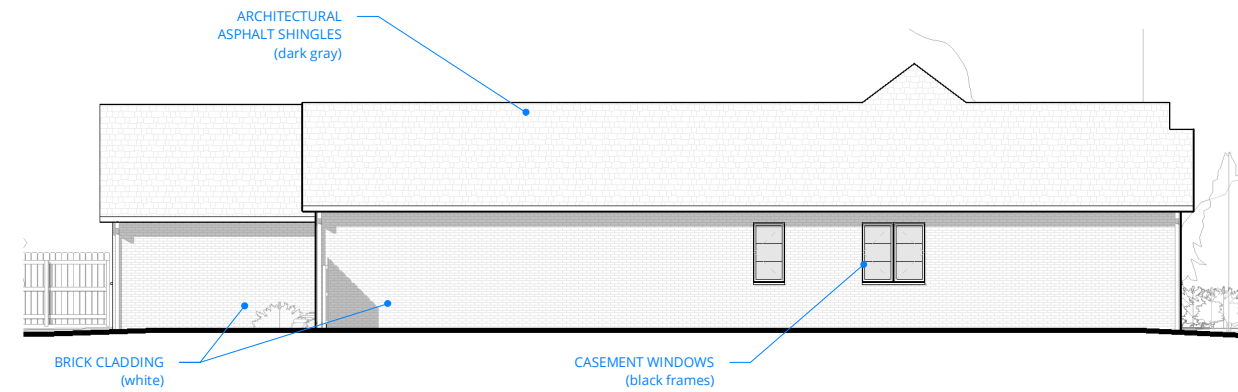 ARCHITECTURAL
ASPHALT SHINGLES
(dark gray)
BRICK CLADDING
(white)
CASEMENT WINDOWS
(black frames)